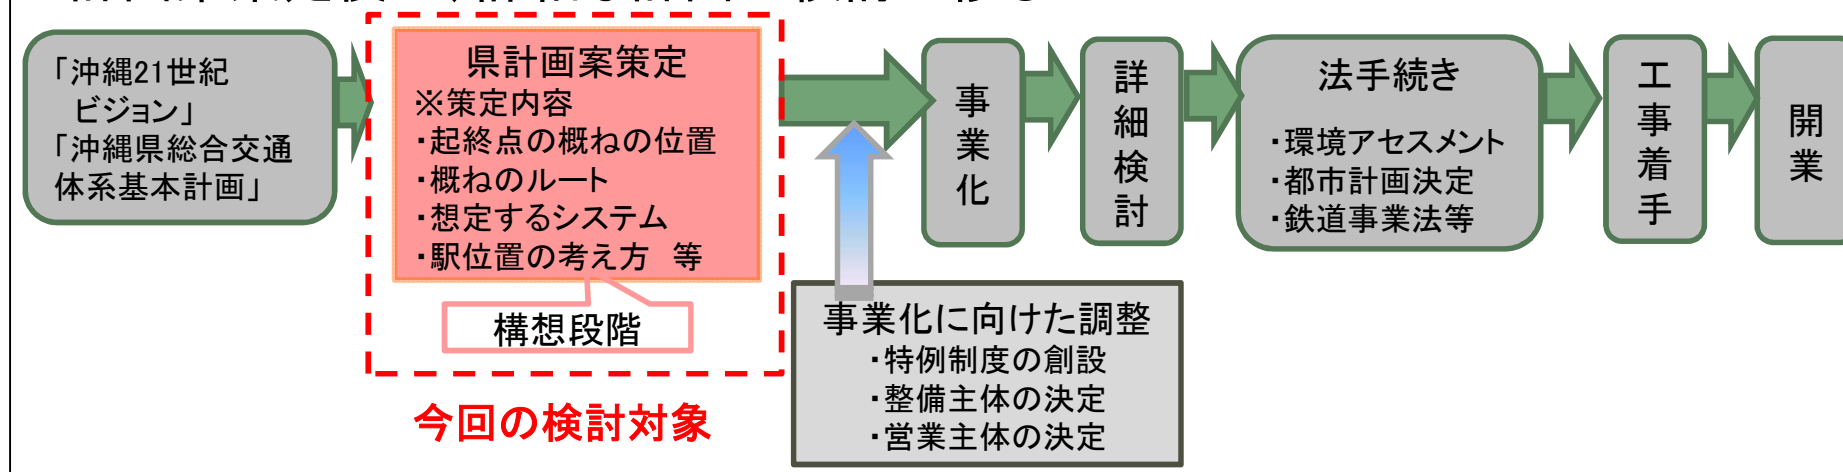 「沖縄21世紀
ビジョン」
「沖縄県総合交通
体系基本計画」
県計画案策定
※策定内容
・起終点の概ねの位置
・概ねのルート
・想定するシステム
・駅位置の考え方 等
構想段階
今回の検討対象
事業化に向けた調整
・特例制度の創設
・整備主体の決定
・営業主体の決定
事業化
詳細検討
法手続き
・環境アセスメント
・都市計画決定
・鉄道事業法等
工事着手
開業